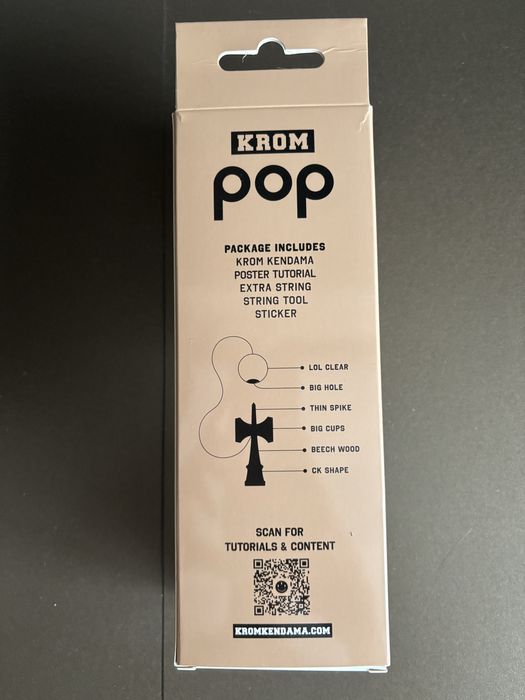 KROM
pop
PACKAGE INCLUDES
KROM KENDAMA
POSTER TUTORIAL
EXTRA STRING
STRING TOOL
STICKER
LOL CLEAR
BIG HOLE
THIN SPIKE
BIG CUPS
BEECH WOOD
CK SHAPE
SCAN FOR
TUTORIALS & CONTENT
KROMKENDAMA.COM